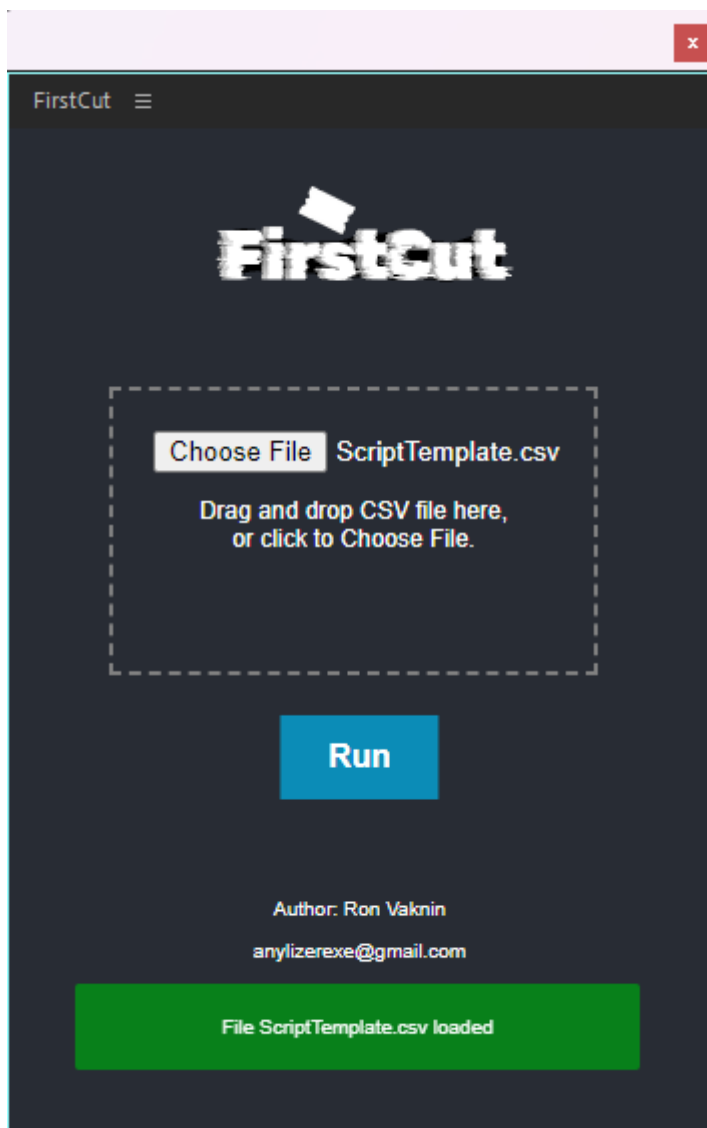 x
FirstCut ☰
FirstCut
Choose File ScriptTemplate.csv
Drag and drop CSV file here,
or click to Choose File.
Run
Author: Ron Vaknin
anylizerexe@gmail.com
File ScriptTemplate.csv loaded